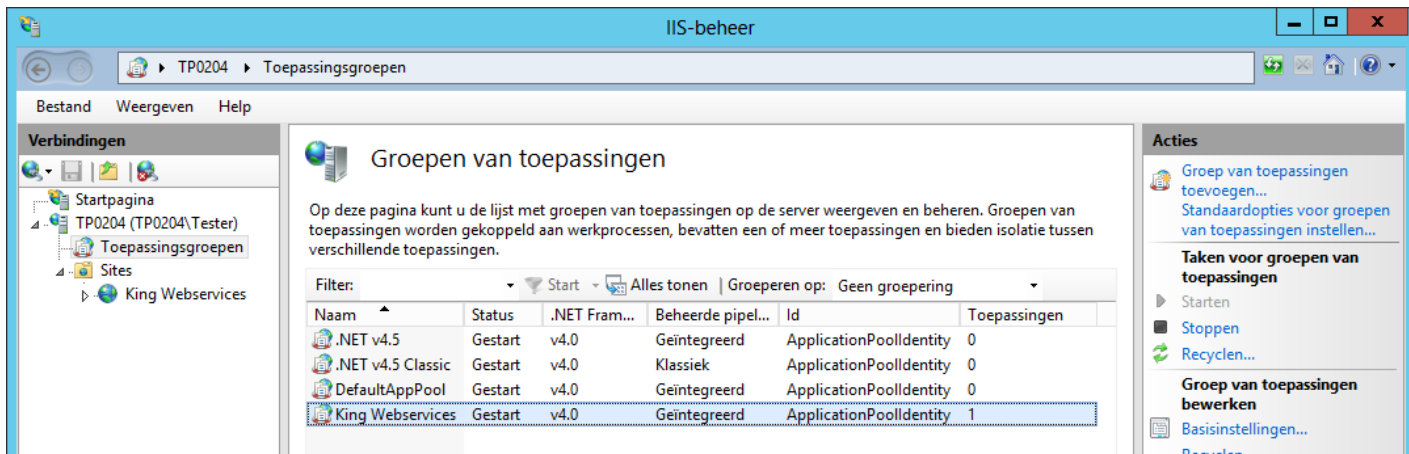 IIS-beheer
TP0204 Toepassingsgroepen
Bestand Weergeven Help
Verbindingen
Startpagina
TP0204 (TP0204\Tester)
Toepassingsgroepen
Sites
King Webservices
Groepen van toepassingen
Op deze pagina kunt u de lijst met groepen van toepassingen op de server weergeven en beheren. Groepen van
toepassingen worden gekoppeld aan werkprocessen, bevatten een of meer toepassingen en bieden isolatie tussen
verschillende toepassingen.
Filter: Start Alles tonen Groeperen op: Geen groepering
Naam Status .NET Fram... Beheerde pipel... Id Toepassingen
.NET v4.5 Gestart v4.0 Geïntegreerd ApplicationPoolIdentity 0
.NET v4.5 Classic Gestart v4.0 Klassiek ApplicationPoolIdentity 0
DefaultAppPool Gestart v4.0 Geïntegreerd ApplicationPoolIdentity 0
King Webservices Gestart v4.0 Geïntegreerd ApplicationPoolIdentity 1
Acties
Groep van toepassingen
toevoegen...
Standaardopties voor groepen
van toepassingen instellen...
Taken voor groepen van
toepassingen
Starten
Stoppen
Recyclen...
Groep van toepassingen
bewerken
Basisinstellingen...